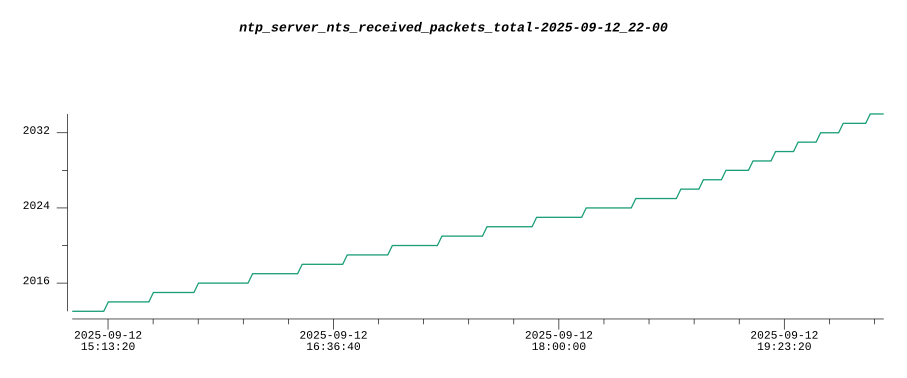 ntp_server_nts_received_packets_total-2025-09-12_22-00
2032
2024
2016
2025-09-12 2025-09-12 2025-09-12 2025-09-12
15:13:20 16:36:40 18:00:00 19:23:20